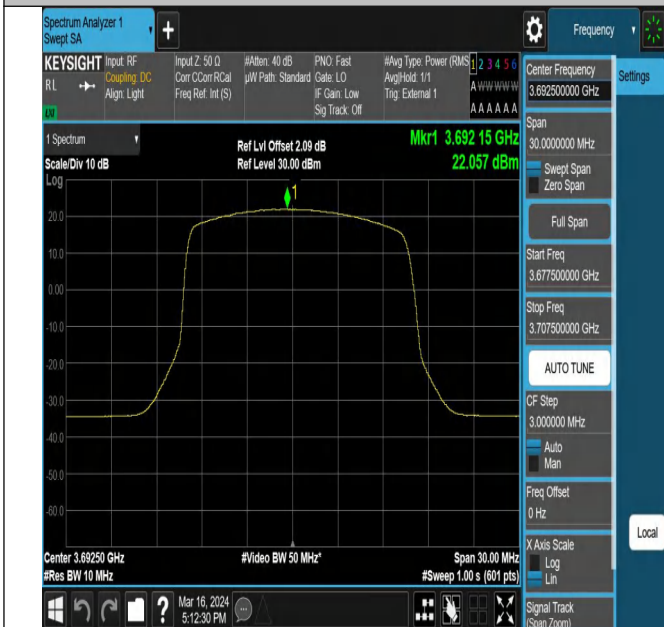 Spectrum Analyzer 1
Swept SA
+
Frequency
KEYSIGHT
RL
LXI
Input: RF
Coupling: DC
Align: Light
Input Z: 50 Ω
Corr CCorr RCal
Freq Ref: Int (S)
#Atten: 40 dB
µW Path: Standard
PNO: Fast
Gate: LO
IF Gain: Low
Sig Track: Off
#Avg Type: Power (RMS
Avg|Hold: 1/1
Trig: External 1
1 2 3 4 5 6
A W W W W W
A A A A A A
1 Spectrum
Scale/Div 10 dB
Log
Ref Lvl Offset 2.09 dB
Ref Level 30.00 dBm
Mkr1 3.692 15 GHz
22.057 dBm
1
20.0
10.0
0.00
-10.0
-20.0
-30.0
-40.0
-50.0
-60.0
Center 3.69250 GHz
#Res BW 10 MHz
#Video BW 50 MHz*
Span 30.00 MHz
#Sweep 1.00 s (601 pts)
Mar 16, 2024
5:12:30 PM
Center Frequency
3.692500000 GHz
Settings
Span
30.0000000 MHz
Swept Span
Zero Span
Full Span
Start Freq
3.677500000 GHz
Stop Freq
3.707500000 GHz
AUTO TUNE
CF Step
3.000000 MHz
Auto
Man
Freq Offset
0 Hz
X Axis Scale
Log
Lin
Local
Signal Track
(Span Zoom)